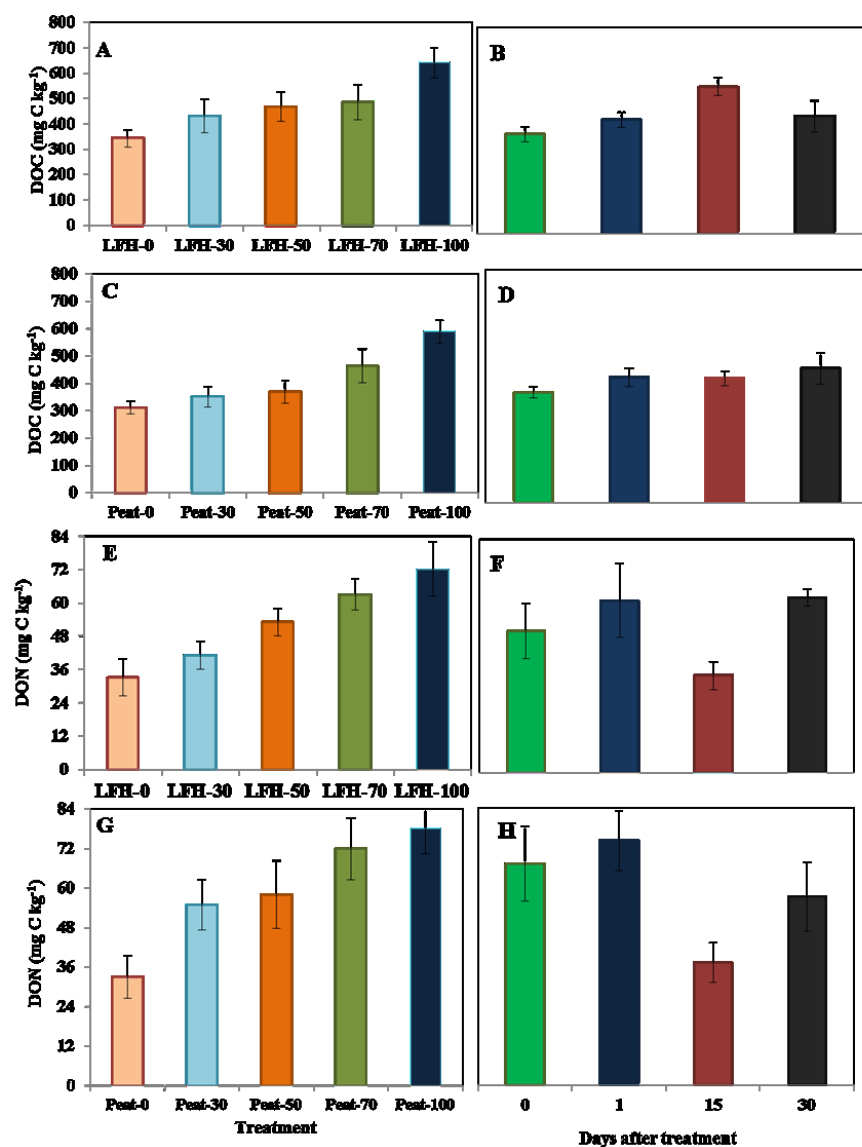 A
B
DOC (mg C kg-1)
800
700
600
500
400
300
200
100
0
LFH-0 LFH-30 LFH-50 LFH-70 LFH-100
C
D
DOC (mg C kg-1)
800
700
600
500
400
300
200
100
0
Peat-0 Peat-30 Peat-50 Peat-70 Peat-100
E
F
DON (mg C kg-1)
84
72
60
48
36
24
12
0
LFH-0 LFH-30 LFH-50 LFH-70 LFH-100
G
H
DON (mg C kg-1)
84
72
60
48
36
24
12
0
Peat-0 Peat-30 Peat-50 Peat-70 Peat-100
Treatment
0 1 15 30
Days after treatment